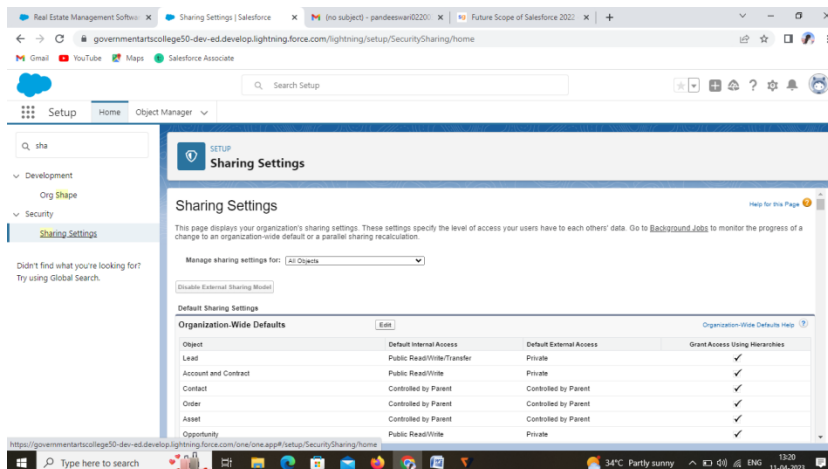 Real Estate Management Softwa
Sharing Settings | Salesforce
(no subject) - pandeeswari0220
Future Scope of Salesforce 2022
governmentartscollege50-dev-ed.develop.lightning.force.com/lightning/setup/SecuritySharing/home
Gmail YouTube Maps Salesforce Associate
Search Setup
Setup Home Object Manager
sha
Development
Org Shape
Security
Sharing Settings
Didn't find what you're looking for?
Try using Global Search.
SETUP
Sharing Settings
Sharing Settings
Help for this Page
This page displays your organization's sharing settings. These settings specify the level of access your users have to each others' data. Go to Background Jobs to monitor the progress of a
change to an organization-wide default or a parallel sharing recalculation.
Manage sharing settings for: All Objects
Disable External Sharing Model
Default Sharing Settings
Organization-Wide Defaults Edit Organization-Wide Defaults Help ?
Object Default Internal Access Default External Access Grant Access Using Hierarchies
Lead Public Read/Write/Transfer Private ✓
Account and Contract Public Read/Write Private ✓
Contact Controlled by Parent Controlled by Parent ✓
Order Controlled by Parent Controlled by Parent ✓
Asset Controlled by Parent Controlled by Parent ✓
Opportunity Public Read/Write Private ✓
https://governmentartscollege50-dev-ed.develop.lightning.force.com/one/one.app#/setup/SecuritySharing/home
Type here to search
34°C Partly sunny
ENG
13:20
11-04-2023